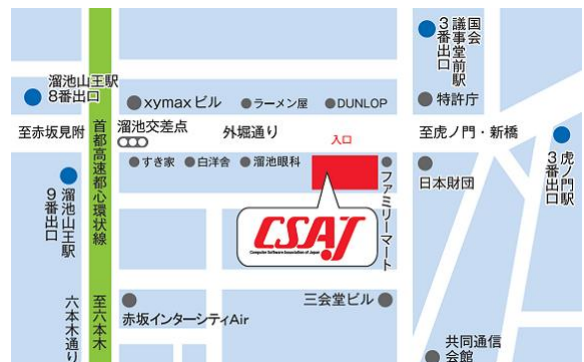 国会
議事堂前駅
3番出口
溜池山王駅
8番出口
xymax ビル
ラーメン屋
DUNLOP
特許庁
至赤坂見附
首都高速都心環状線
溜池交差点
外堀通り
入口
至虎ノ門・新橋
虎ノ門駅
3番出口
すき家
白洋舎
溜池眼科
ファミリーマート
日本財団
溜池山王駅
9番出口
CSAJ
Computer Software Association of Japan
六本木通り
至六本木
赤坂インターシティAir
三会堂ビル
共同通信
会館